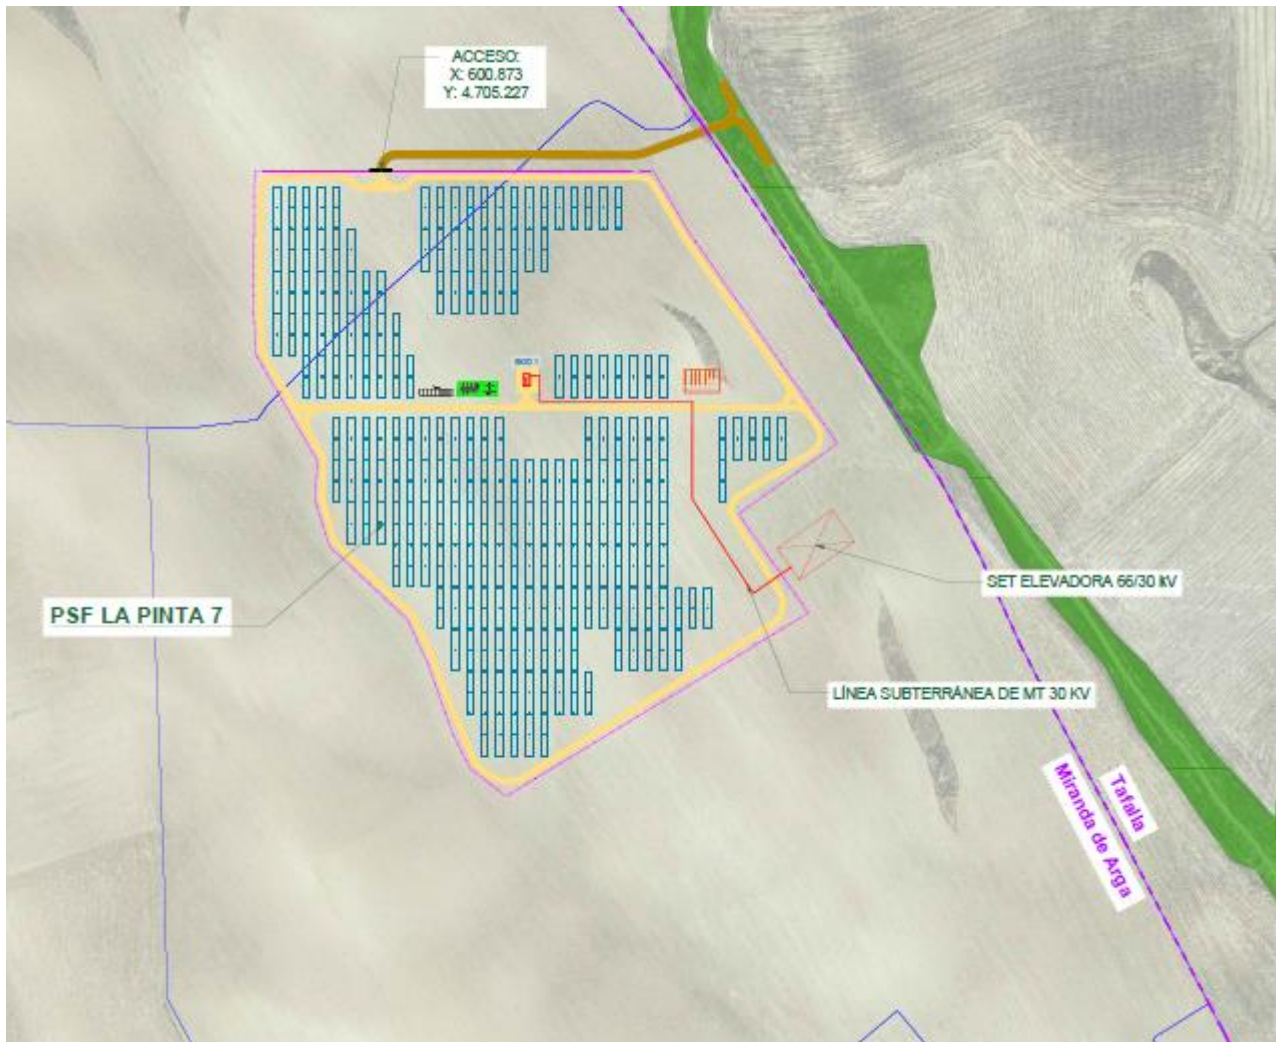 ACCESO:
X: 600.873
Y: 4.705.227
PSF LA PINTA 7
SET ELEVADORA 66/30 kV
LÍNEA SUBTERRÁNEA DE MT 30 KV
Tafalla
Miranda de Arga